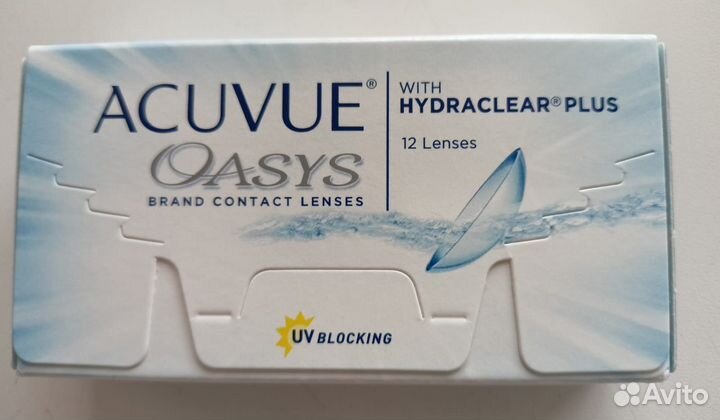 ACUVUE®
OASYS
BRAND CONTACT LENSES
WITH
HYDRACLEAR® PLUS
12 Lenses
UV BLOCKING
Avito